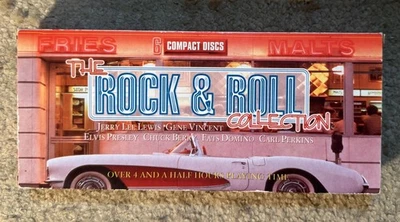 FRIES 6 COMPACT DISCS MALTS
THE
ROCK & ROLL
COLLECTION
JERRY LEE LEWIS · GENE VINCENT
ELVIS PRESLEY · CHUCK BERRY · FATS DOMINO · CARL PERKINS
OVER 4 AND A HALF HOURS PLAYING TIME